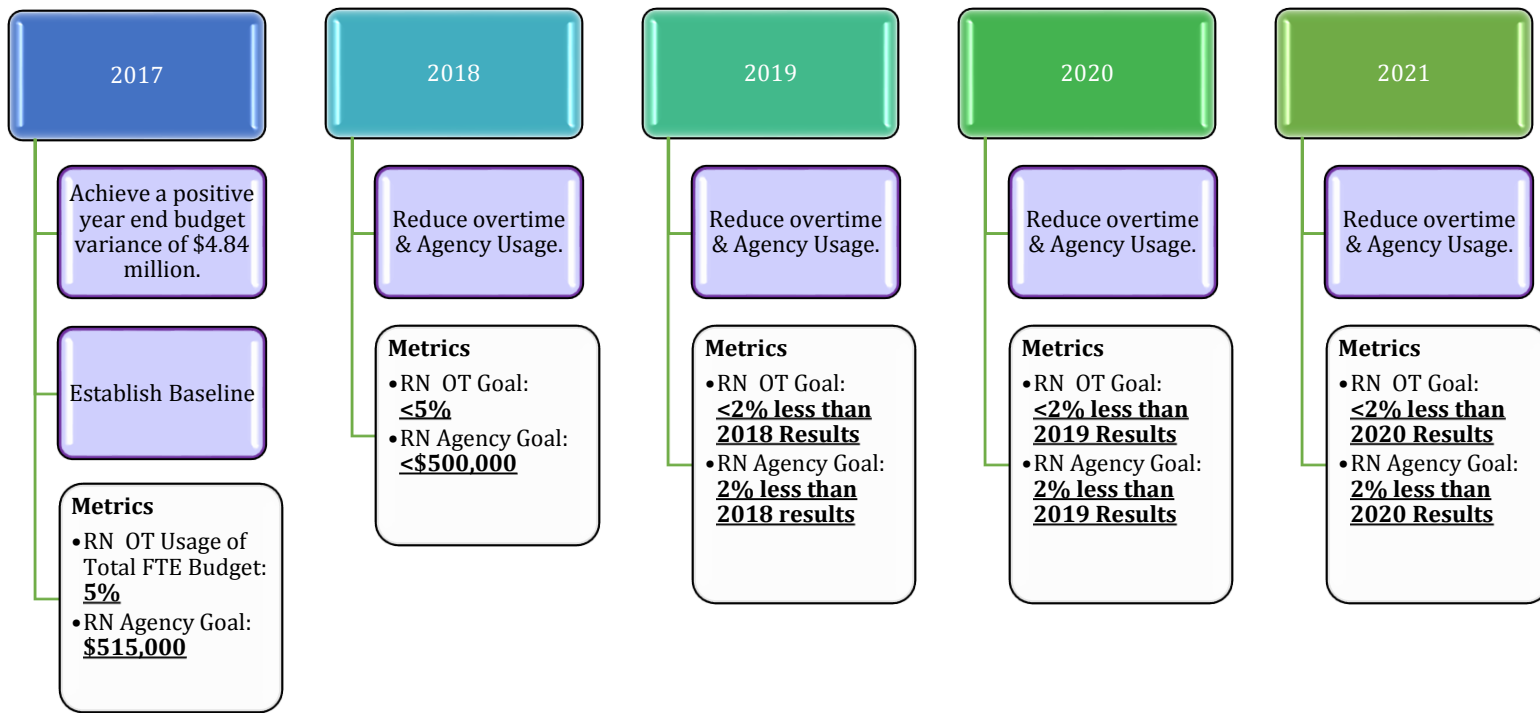 2017
Achieve a positive
year end budget
variance of $4.84
million.
Establish Baseline
Metrics
•RN OT Usage of
Total FTE Budget:
5%
•RN Agency Goal:
$515,000
2018
Reduce overtime
& Agency Usage.
Metrics
•RN OT Goal:
<5%
•RN Agency Goal:
<$500,000
2019
Reduce overtime
& Agency Usage.
Metrics
•RN OT Goal:
<2% less than
2018 Results
•RN Agency Goal:
2% less than
2018 results
2020
Reduce overtime
& Agency Usage.
Metrics
•RN OT Goal:
<2% less than
2019 Results
•RN Agency Goal:
2% less than
2019 Results
2021
Reduce overtime
& Agency Usage.
Metrics
•RN OT Goal:
<2% less than
2020 Results
•RN Agency Goal:
2% less than
2020 Results